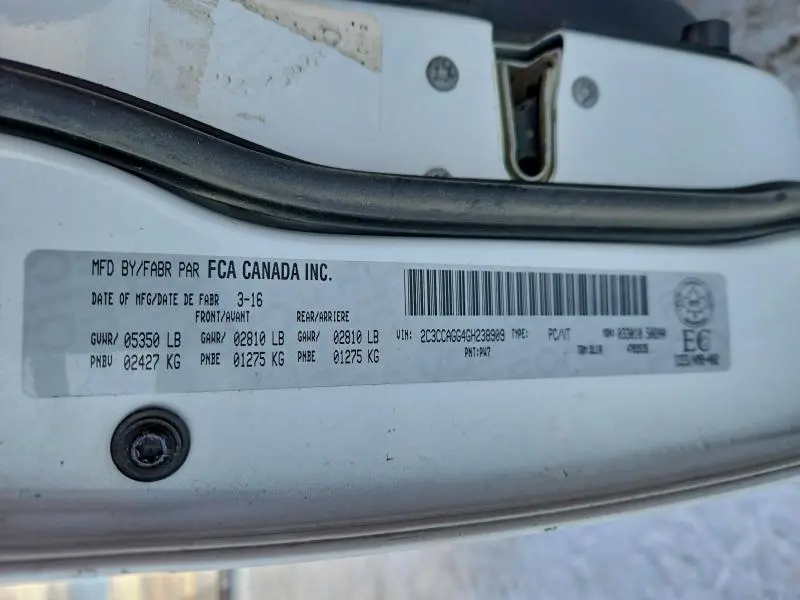 MFD BY/FABR PAR FCA CANADA INC.
DATE OF MFG/DATE DE FABR 3-16
FRONT/AVANT REAR/ARRIERE
GVWR/ 05350 LB GAWR/ 02810 LB GAWR/ 02810 LB
PNBV 02427 KG PNBE 01275 KG PNBE 01275 KG
VIN: 2C3CCAGG4GH238909 TYPE: PC/VT
PNT:PW7
EC